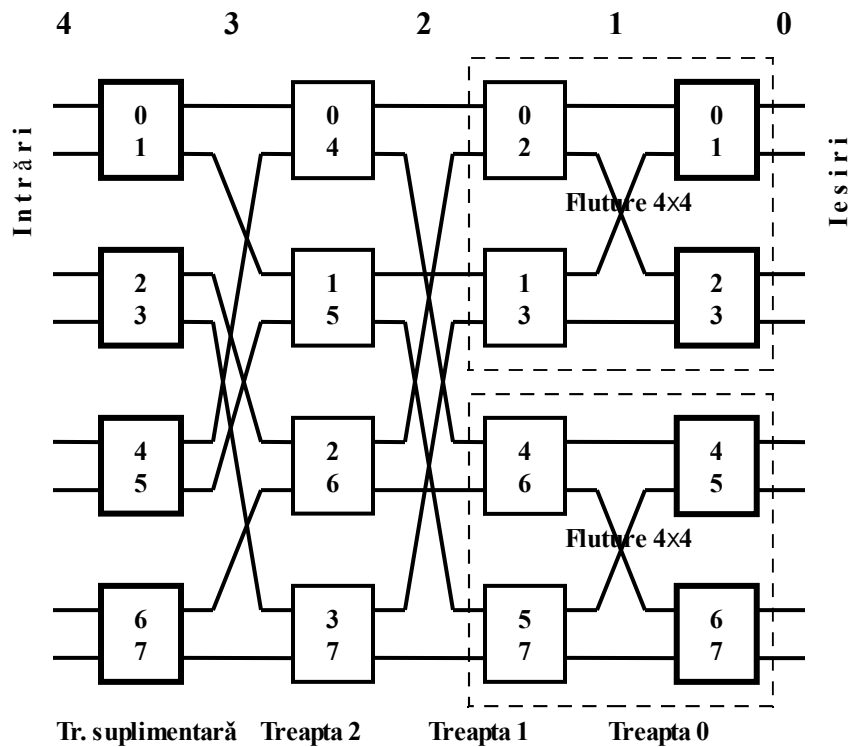 4 3 2 1 0
Intrări
Iesiri
0 0 0 0
1 4 2 1
Fluture 4×4
2 1 1 2
3 5 3 3
4 2 4 4
5 6 6 5
Fluture 4×4
6 3 5 6
7 7 7 7
Tr. suplimentară Treapta 2 Treapta 1 Treapta 0